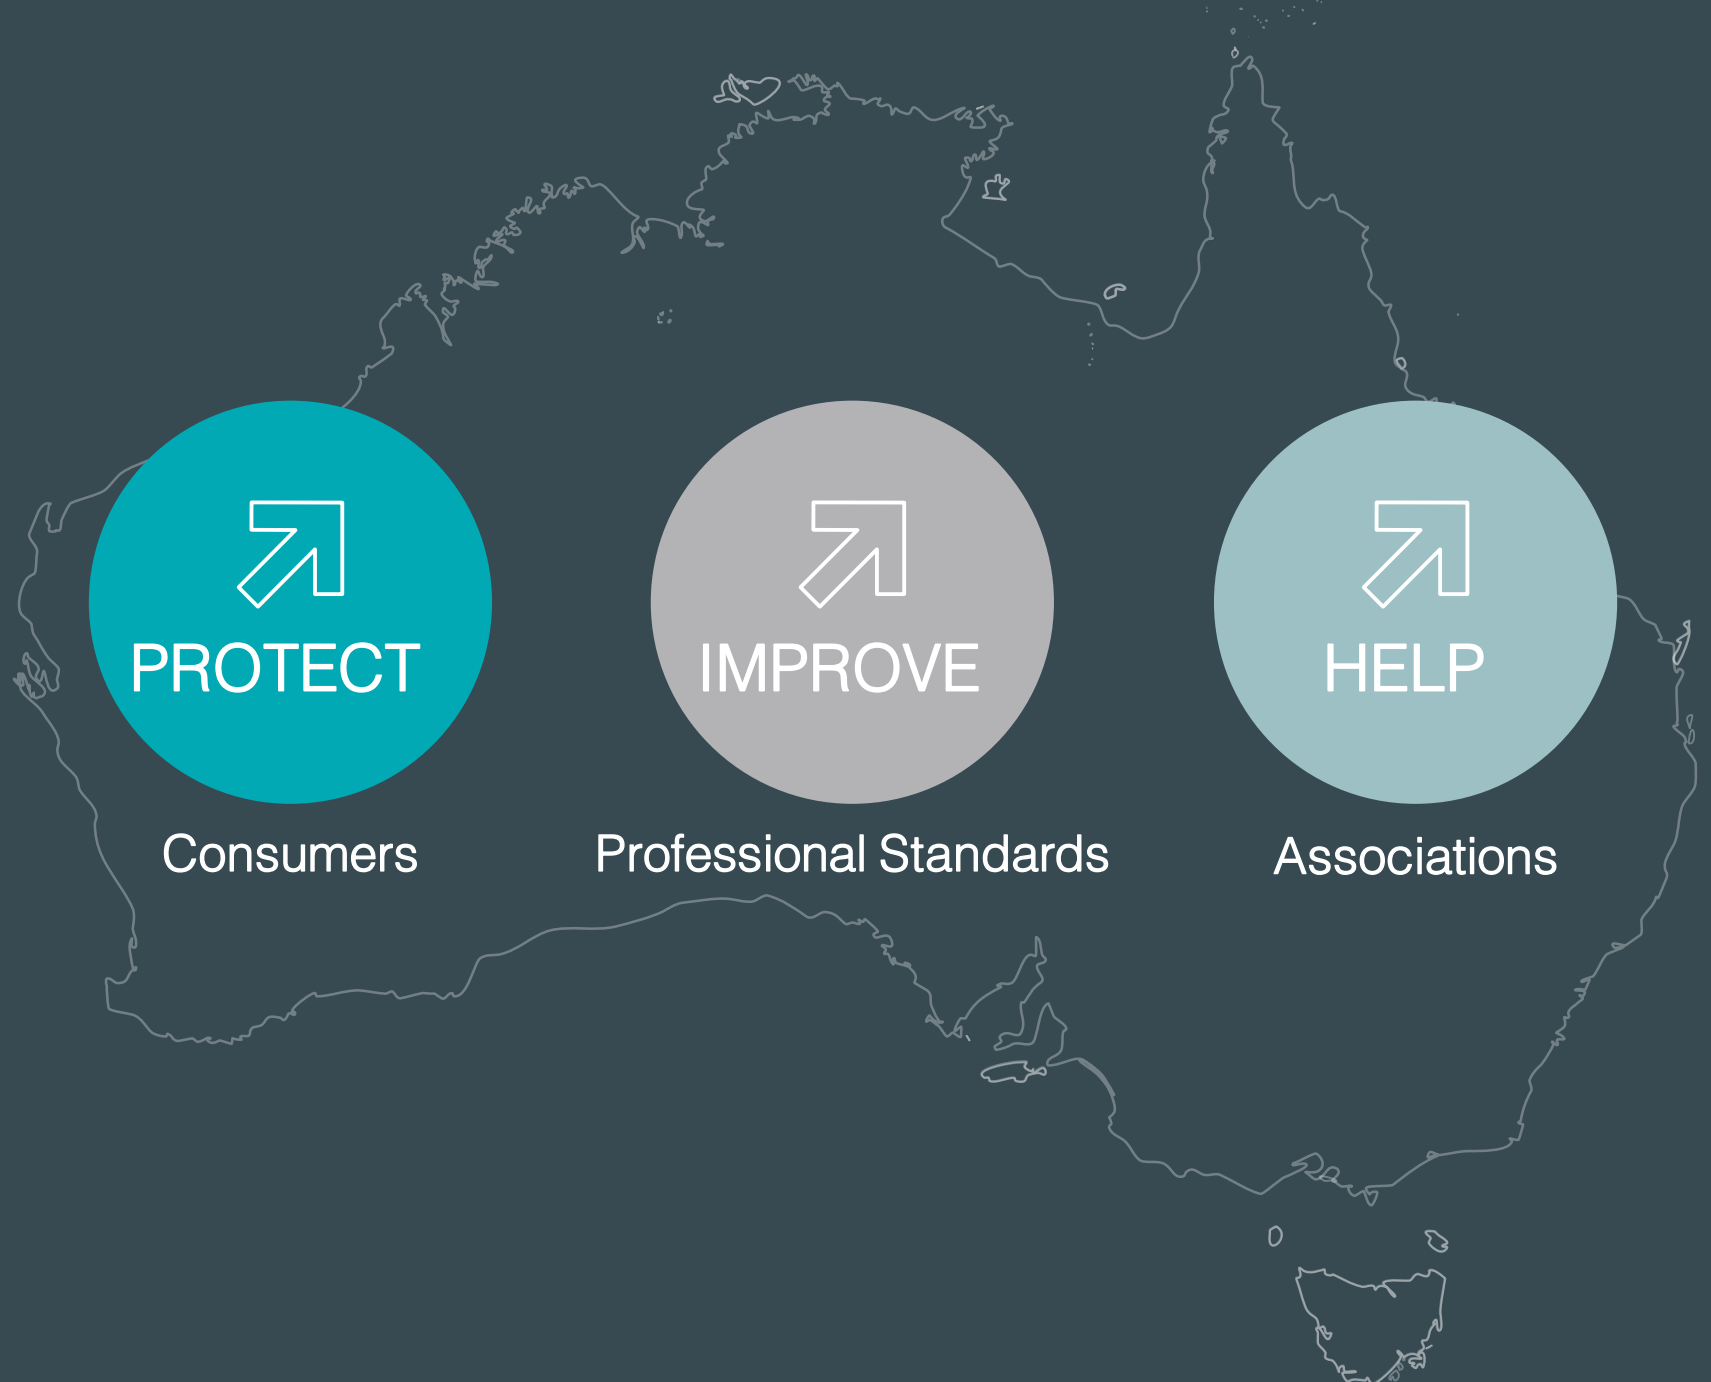 PROTECT
IMPROVE
HELP
Consumers
Professional Standards
Associations